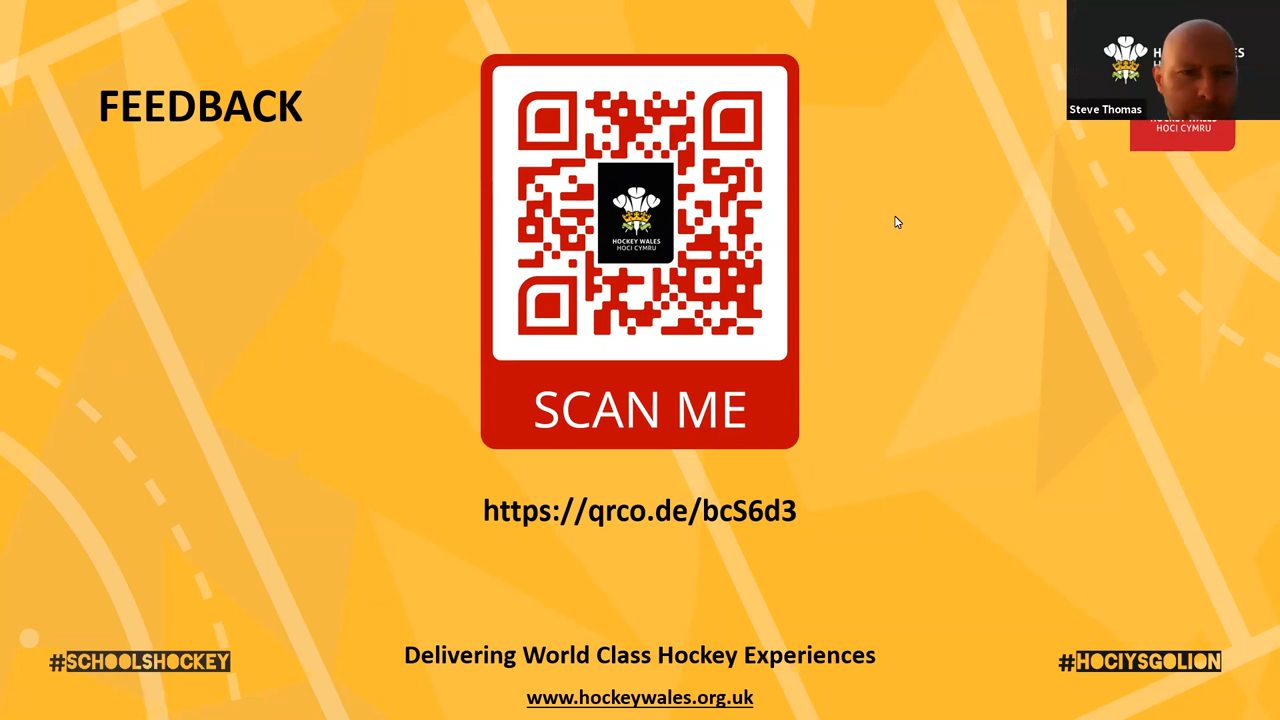 FEEDBACK
Steve Thomas
HOCI CYMRU
HOCKEY WALES
HOCI CYMRU
SCAN ME
https://qrco.de/bcS6d3
Delivering World Class Hockey Experiences
#SCHOOLSHOCKEY
#HOCIYSGOLION
www.hockeywales.org.uk